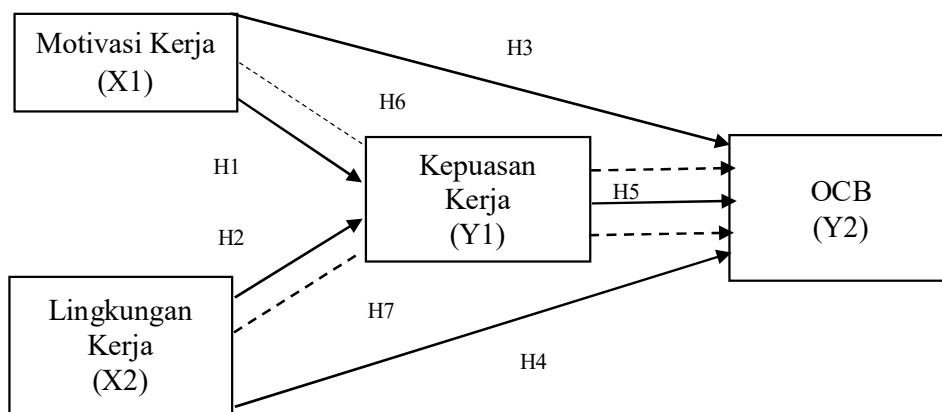 Motivasi Kerja
(X1)
H3
H6
H1
Kepuasan
Kerja
(Y1)
H5
OCB
(Y2)
H2
Lingkungan
Kerja
(X2)
H7
H4